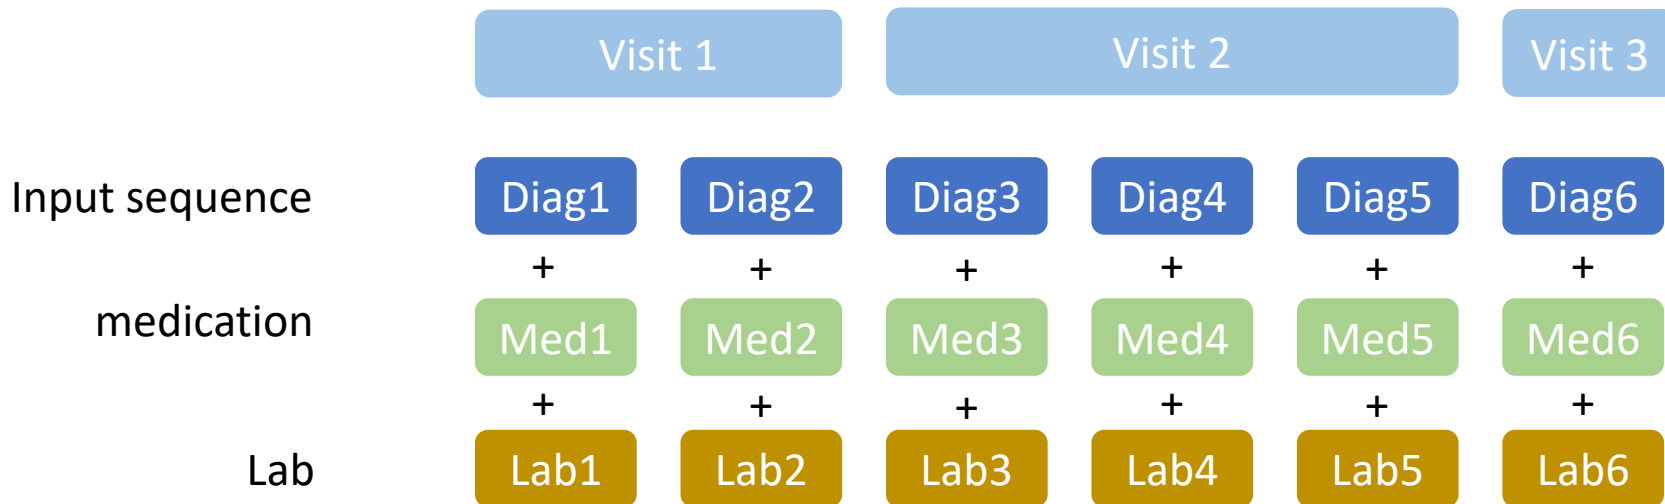 Visit 1 Visit 2 Visit 3
Input sequence Diag1 Diag2 Diag3 Diag4 Diag5 Diag6
+ + + + + +
medication Med1 Med2 Med3 Med4 Med5 Med6
+ + + + + +
Lab Lab1 Lab2 Lab3 Lab4 Lab5 Lab6